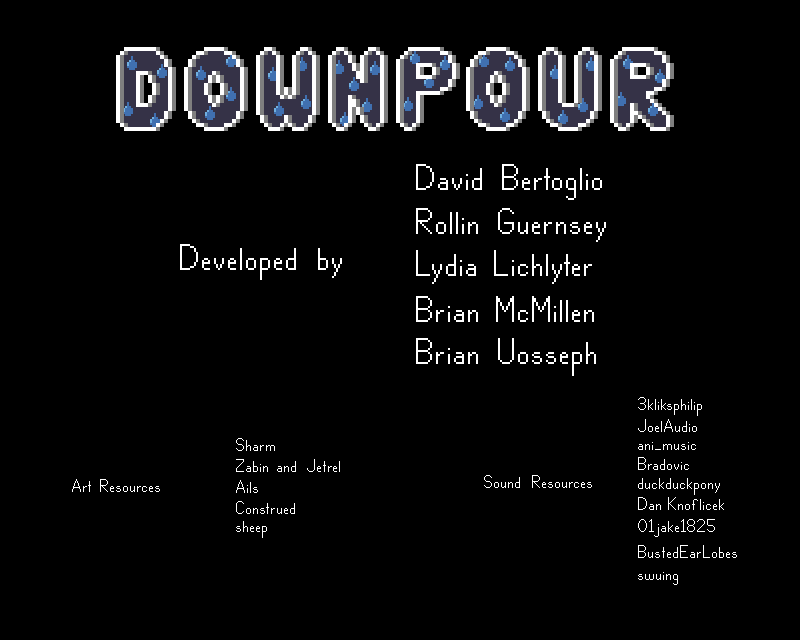 DOWNPOUR
Developed by
David Bertoglio
Rollin Guernsey
Lydia Lichlyter
Brian McMillen
Brian Uosseph
Art Resources
Sharm
Zabin and Jetrel
Ails
Construed
sheep
Sound Resources
3kliksphilip
JoelAudio
ani_music
Bradovic
duckduckpony
Dan Knoflicek
01jake1825
BustedEarLobes
swuing